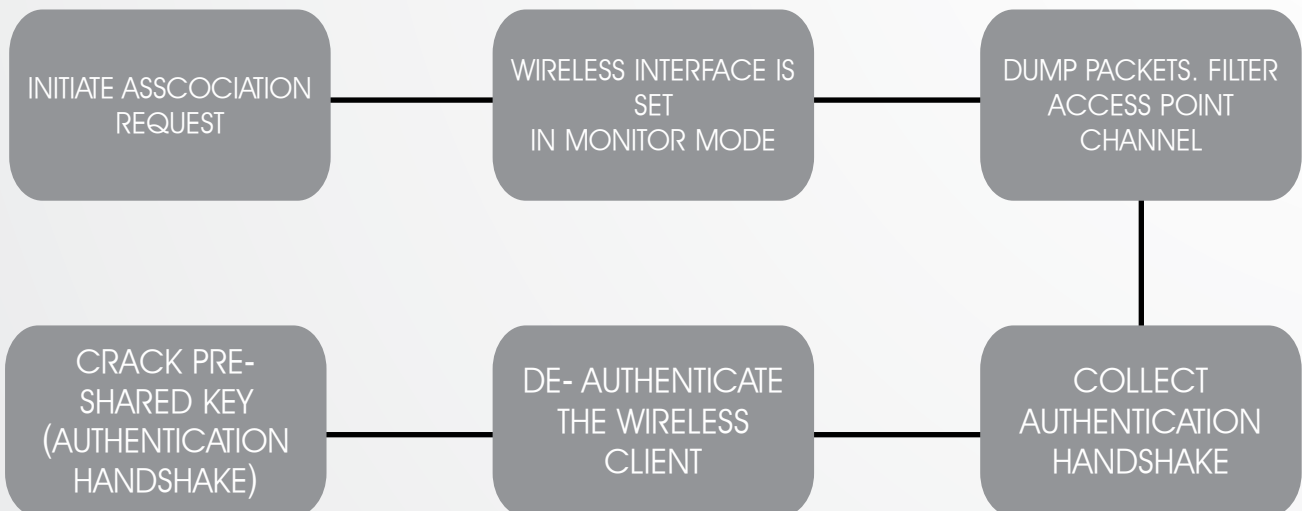 INITIATE ASSCOCIATION
REQUEST
WIRELESS INTERFACE IS
SET
IN MONITOR MODE
DUMP PACKETS. FILTER
ACCESS POINT
CHANNEL
COLLECT
AUTHENTICATION
HANDSHAKE
DE- AUTHENTICATE
THE WIRELESS
CLIENT
CRACK PRE-
SHARED KEY
(AUTHENTICATION
HANDSHAKE)